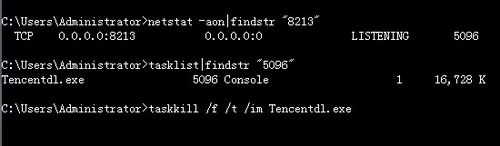 C:\Users\Administrator>netstat -aon|findstr "8213"
TCP 0.0.0.0:8213 0.0.0.0:0 LISTENING 5096
C:\Users\Administrator>tasklist|findstr "5096"
Tencentdl.exe 5096 Console 1 16,728 K
C:\Users\Administrator>taskkill /f /t /im Tencentdl.exe